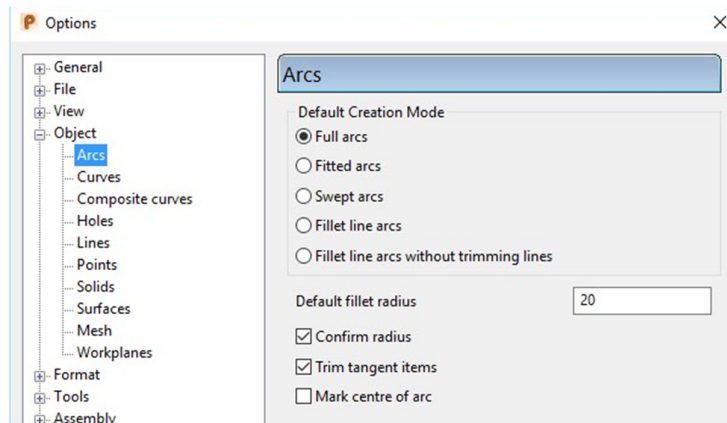 P Options
General
File
View
Object
Arcs
Curves
Composite curves
Holes
Lines
Points
Solids
Surfaces
Mesh
Workplanes
Format
Tools
Assembly
Arcs
Default Creation Mode
Full arcs
Fitted arcs
Swept arcs
Fillet line arcs
Fillet line arcs without trimming lines
Default fillet radius 20
Confirm radius
Trim tangent items
Mark centre of arc